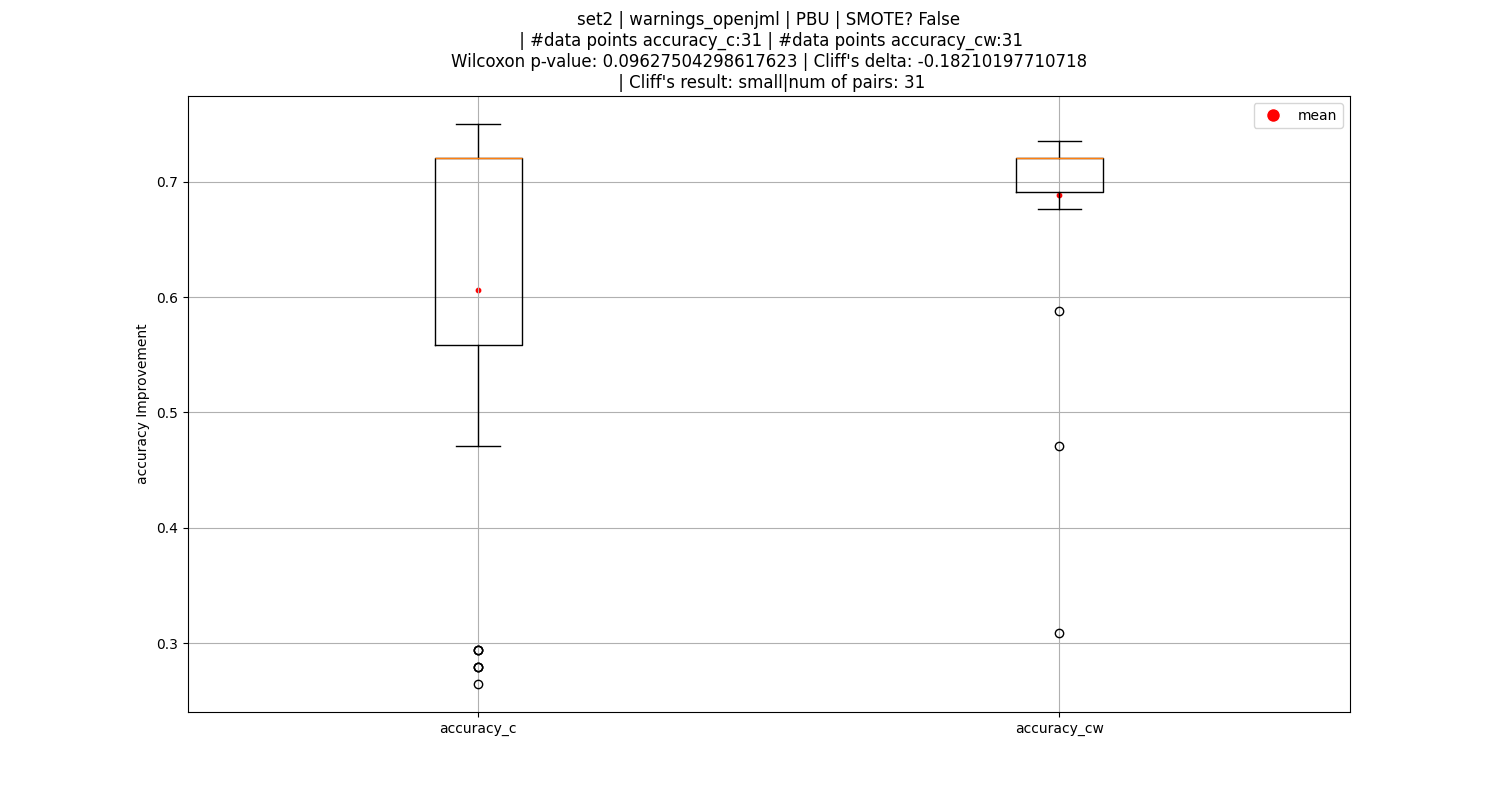 set2 | warnings_openjml | PBU | SMOTE? False
| #data points accuracy_c:31 | #data points accuracy_cw:31
Wilcoxon p-value: 0.09627504298617623 | Cliff's delta: -0.18210197710718
| Cliff's result: small|num of pairs: 31
mean
0.7
0.6
0.5
0.4
0.3
accuracy Improvement
accuracy_c
accuracy_cw